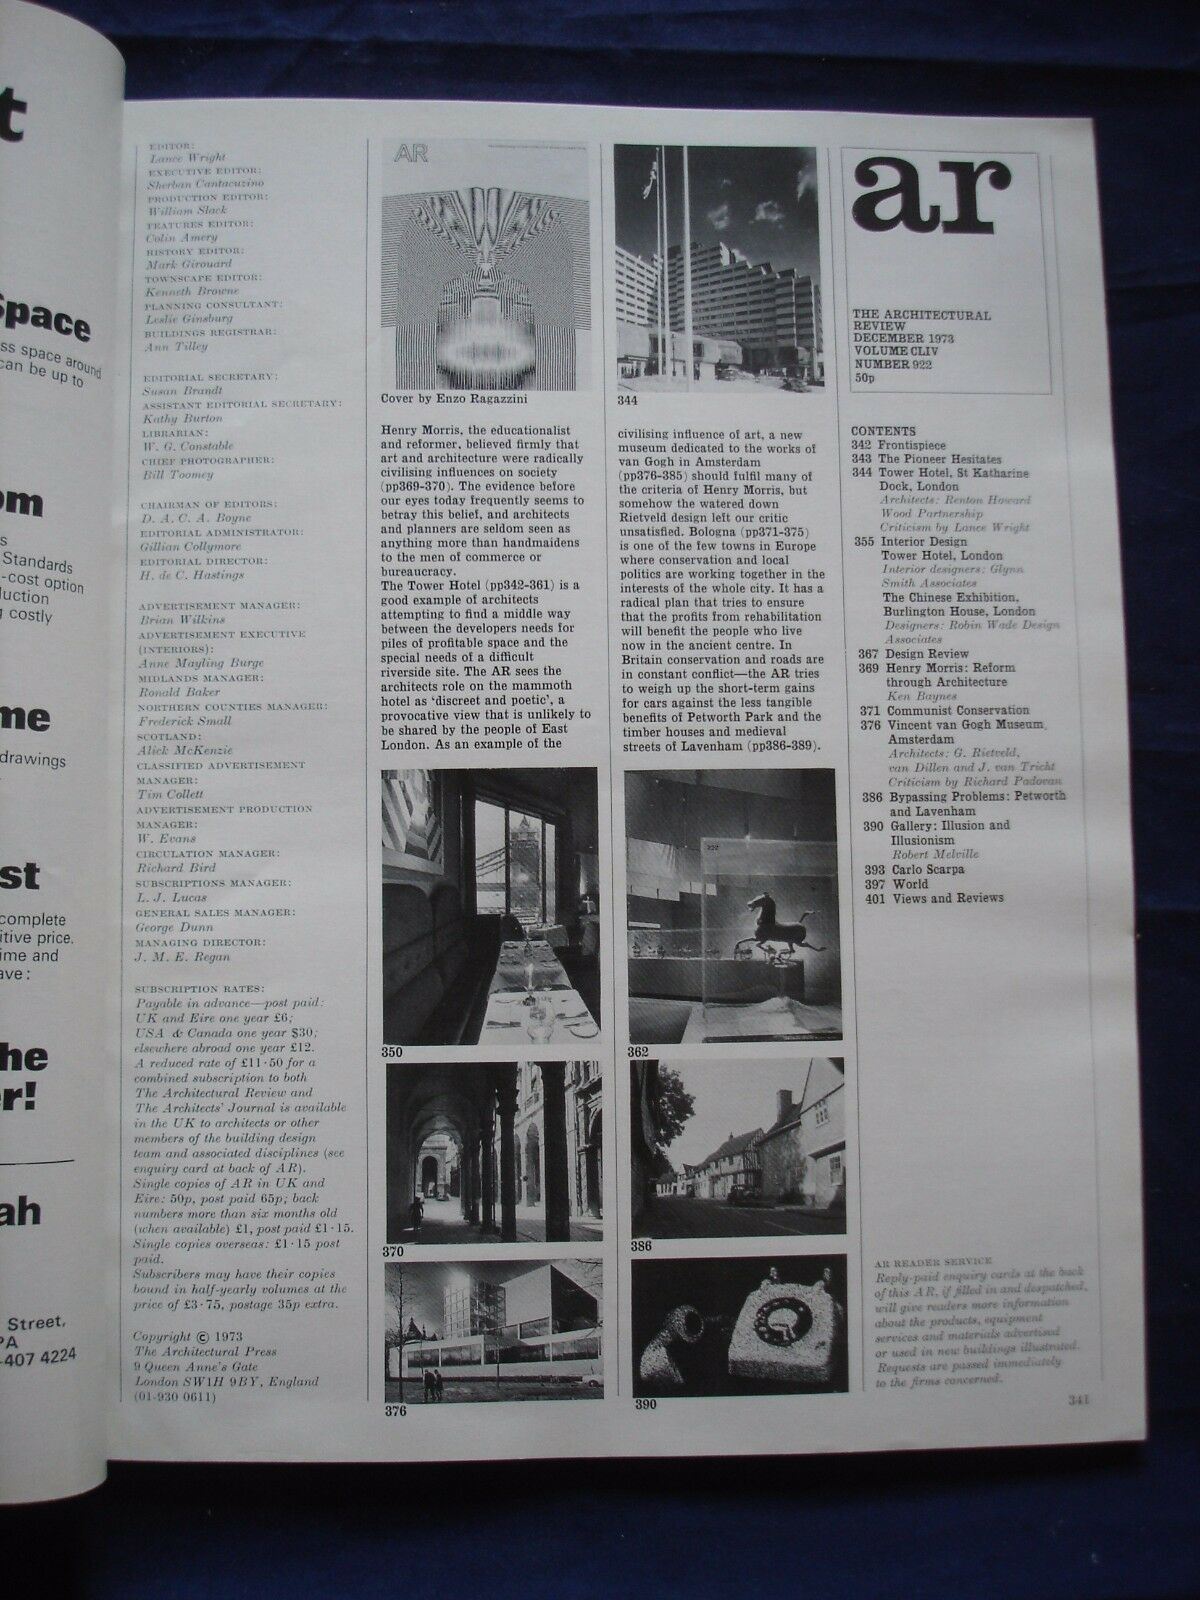 t
space
ss space around
can be up to
om
s
Standards
-cost option
duction
g costly
me
drawings
st
complete
itive price.
ime and
ave:
he
r!
ah
Street,
PA
-407 4224
EDITOR:
Lance Wright
EXECUTIVE EDITOR:
Sherban Cantacuzino
PRODUCTION EDITOR:
William Slack
FEATURES EDITOR:
Colin Amery
HISTORY EDITOR:
Mark Girouard
TOWNSCAPE EDITOR:
Kenneth Browne
PLANNING CONSULTANT:
Leslie Ginsburg
BUILDINGS REGISTRAR:
Ann Tilley
EDITORIAL SECRETARY:
Susan Brandt
ASSISTANT EDITORIAL SECRETARY:
Kathy Burton
LIBRARIAN:
W. G. Constable
CHIEF PHOTOGRAPHER:
Bill Toomey
CHAIRMAN OF EDITORS:
D. A. C. A. Boyne
EDITORIAL ADMINISTRATOR:
Gillian Collymore
EDITORIAL DIRECTOR:
H. de C. Hastings
ADVERTISEMENT MANAGER:
Brian Wilkins
ADVERTISEMENT EXECUTIVE
(INTERIORS):
Anne Mayling Burge
MIDLANDS MANAGER:
Ronald Baker
NORTHERN COUNTIES MANAGER:
Frederick Small
SCOTLAND:
Alick McKenzie
CLASSIFIED ADVERTISEMENT
MANAGER:
Tim Collett
ADVERTISEMENT PRODUCTION
MANAGER:
W. Evans
CIRCULATION MANAGER:
Richard Bird
SUBSCRIPTIONS MANAGER:
L. J. Lucas
GENERAL SALES MANAGER:
George Dunn
MANAGING DIRECTOR:
J. M. E. Regan
SUBSCRIPTION RATES:
Payable in advance—post paid:
UK and Eire one year £6;
USA & Canada one year $30;
elsewhere abroad one year £12.
A reduced rate of £11·50 for a
combined subscription to both
The Architectural Review and
The Architects' Journal is available
in the UK to architects or other
members of the building design
team and associated disciplines (see
enquiry card at back of AR).
Single copies of AR in UK and
Eire: 50p, post paid 65p; back
numbers more than six months old
(when available) £1, post paid £1·15.
Single copies overseas: £1·15 post
paid.
Subscribers may have their copies
bound in half-yearly volumes at the
price of £3·75, postage 35p extra.
Copyright © 1973
The Architectural Press
9 Queen Anne's Gate
London SW1H 9BY, England
(01-930 0611)
AR
Cover by Enzo Ragazzini
Henry Morris, the educationalist
and reformer, believed firmly that
art and architecture were radically
civilising influences on society
(pp369-370). The evidence before
our eyes today frequently seems to
betray this belief, and architects
and planners are seldom seen as
anything more than handmaidens
to the men of commerce or
bureaucracy.
The Tower Hotel (pp342-361) is a
good example of architects
attempting to find a middle way
between the developers needs for
piles of profitable space and the
special needs of a difficult
riverside site. The AR sees the
architects role on the mammoth
hotel as 'discreet and poetic', a
provocative view that is unlikely to
be shared by the people of East
London. As an example of the
350
370
376
344
civilising influence of art, a new
museum dedicated to the works of
van Gogh in Amsterdam
(pp376-385) should fulfil many of
the criteria of Henry Morris, but
somehow the watered down
Rietveld design left our critic
unsatisfied. Bologna (pp371-375)
is one of the few towns in Europe
where conservation and local
politics are working together in the
interests of the whole city. It has a
radical plan that tries to ensure
that the profits from rehabilitation
will benefit the people who live
now in the ancient centre. In
Britain conservation and roads are
in constant conflict—the AR tries
to weigh up the short-term gains
for cars against the less tangible
benefits of Petworth Park and the
timber houses and medieval
streets of Lavenham (pp386-389).
222
362
386
390
ar
THE ARCHITECTURAL
REVIEW
DECEMBER 1973
VOLUME CLIV
NUMBER 922
50p
CONTENTS
342 Frontispiece
343 The Pioneer Hesitates
344 Tower Hotel, St Katharine
Dock, London
Architects: Renton Howard
Wood Partnership
Criticism by Lance Wright
355 Interior Design
Tower Hotel, London
Interior designers: Glynn
Smith Associates
The Chinese Exhibition,
Burlington House, London
Designers: Robin Wade Design
Associates
367 Design Review
369 Henry Morris: Reform
through Architecture
Ken Baynes
371 Communist Conservation
376 Vincent van Gogh Museum,
Amsterdam
Architects: G. Rietveld,
van Dillen and J. van Tricht
Criticism by Richard Padovan
386 Bypassing Problems: Petworth
and Lavenham
390 Gallery: Illusion and
Illusionism
Robert Melville
393 Carlo Scarpa
397 World
401 Views and Reviews
AR READER SERVICE
Reply-paid enquiry cards at the back
of this AR, if filled in and despatched,
will give readers more information
about the products, equipment
services and materials advertised
or used in new buildings illustrated.
Requests are passed immediately
to the firms concerned.
341